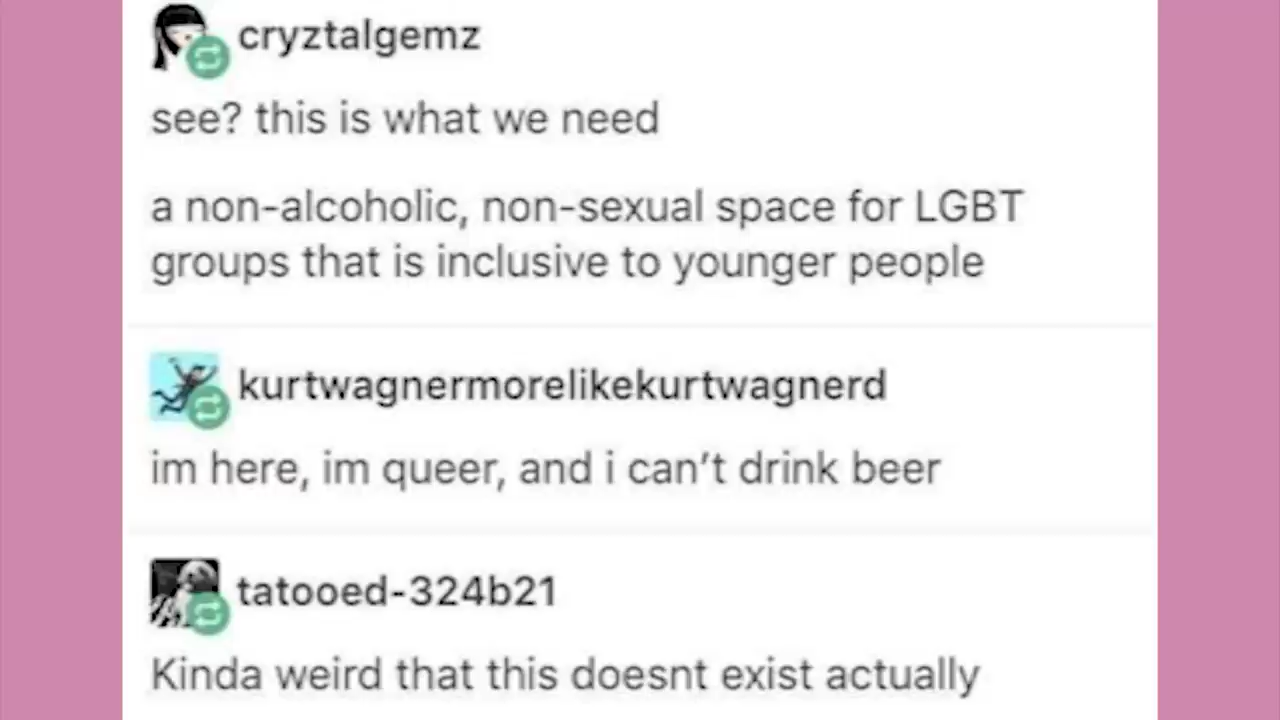 cryztalgemz
see? this is what we need
a non-alcoholic, non-sexual space for LGBT
groups that is inclusive to younger people
kurtwagnermorelikekurtwagnerd
im here, im queer, and i can't drink beer
tatooed-324b21
Kinda weird that this doesnt exist actually